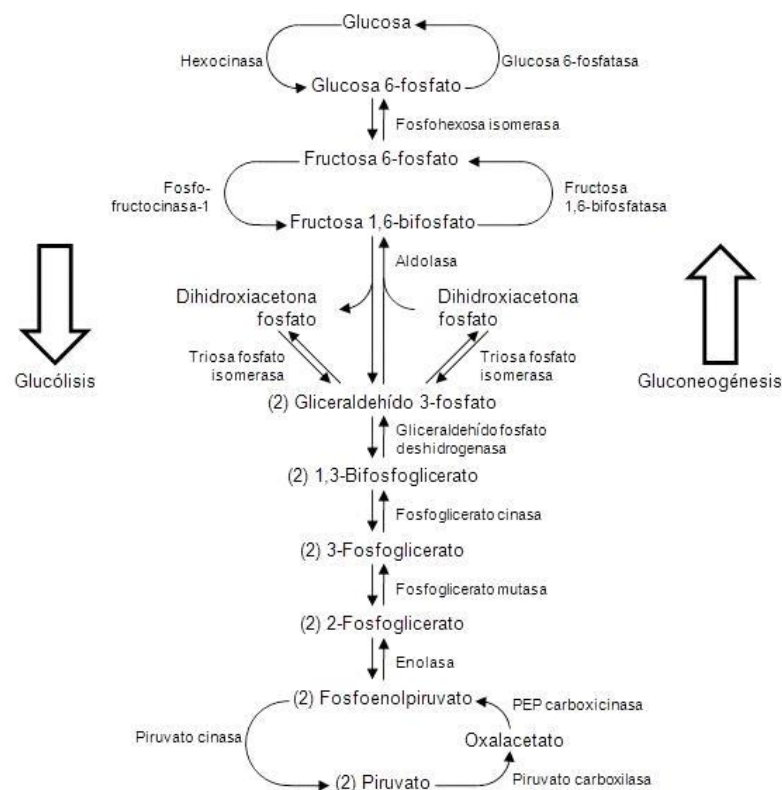 Glucosa
Hexocinasa
Glucosa 6-fosfatasa
Glucosa 6-fosfato
Fosfohexosa isomerasa
Fructosa 6-fosfato
Fosfo-
fructocinasa-1
Fructosa
1,6-bifosfatasa
Fructosa 1,6-bifosfato
Aldolasa
Dihidroxiacetona
fosfato
Dihidroxiacetona
fosfato
Triosa fosfato
isomerasa
Triosa fosfato
isomerasa
Glucólisis
Gluconeogénesis
(2) Gliceraldehído 3-fosfato
Gliceraldehído fosfato
deshidrogenasa
(2) 1,3-Bifosfoglicerato
Fosfoglicerato cinasa
(2) 3-Fosfoglicerato
Fosfoglicerato mutasa
(2) 2-Fosfoglicerato
Enolasa
(2) Fosfoenolpiruvato
PEP carboxicinasa
Piruvato cinasa
Oxalacetato
(2) Piruvato
Piruvato carboxilasa